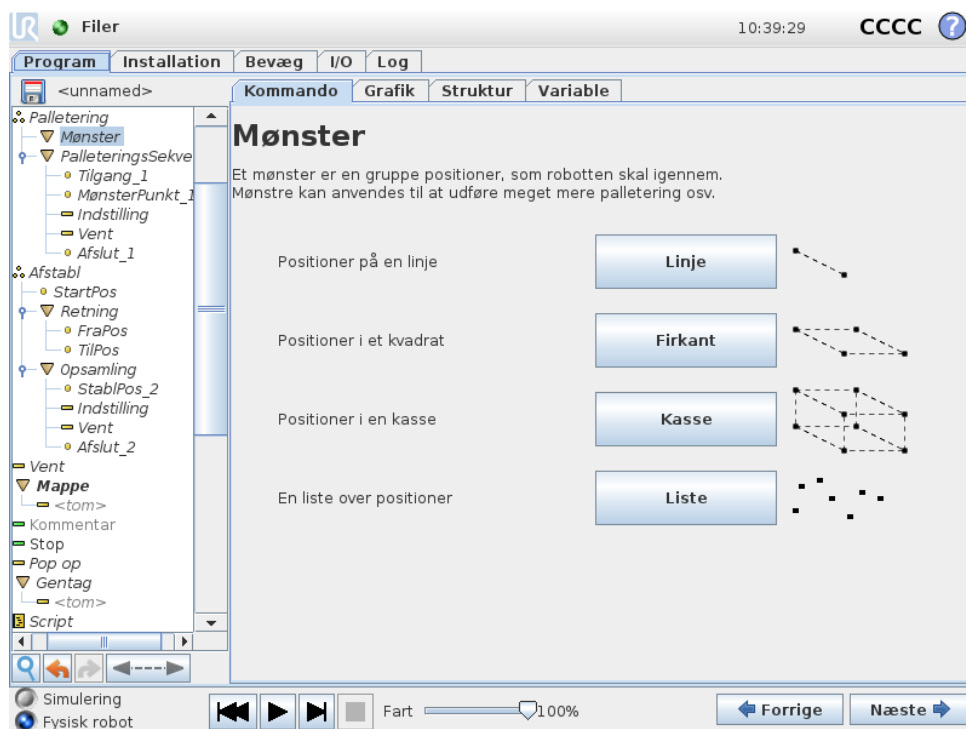 UR Filer 10:39:29 CCCC ?
Program Installation Bevæg I/O Log
<unnamed>
Kommando Grafik Struktur Variable
Palletering
Mønster
PalleteringsSekve
Tilgang_1
MønsterPunkt_1
Indstilling
Vent
Afslut_1
Afstabl
StartPos
Retning
FraPos
TilPos
Opsamling
StablPos_2
Indstilling
Vent
Afslut_2
Vent
Mappe
<tom>
Kommentar
Stop
Pop op
Gentag
<tom>
Script
Mønster
Et mønster er en gruppe positioner, som robotten skal igennem.
Mønstre kan anvendes til at udføre meget mere palletering osv.
Positioner på en linje Linje
Positioner i et kvadrat Firkant
Positioner i en kasse Kasse
En liste over positioner Liste
Simulering
Fysisk robot
Fart 100%
Forrige Næste